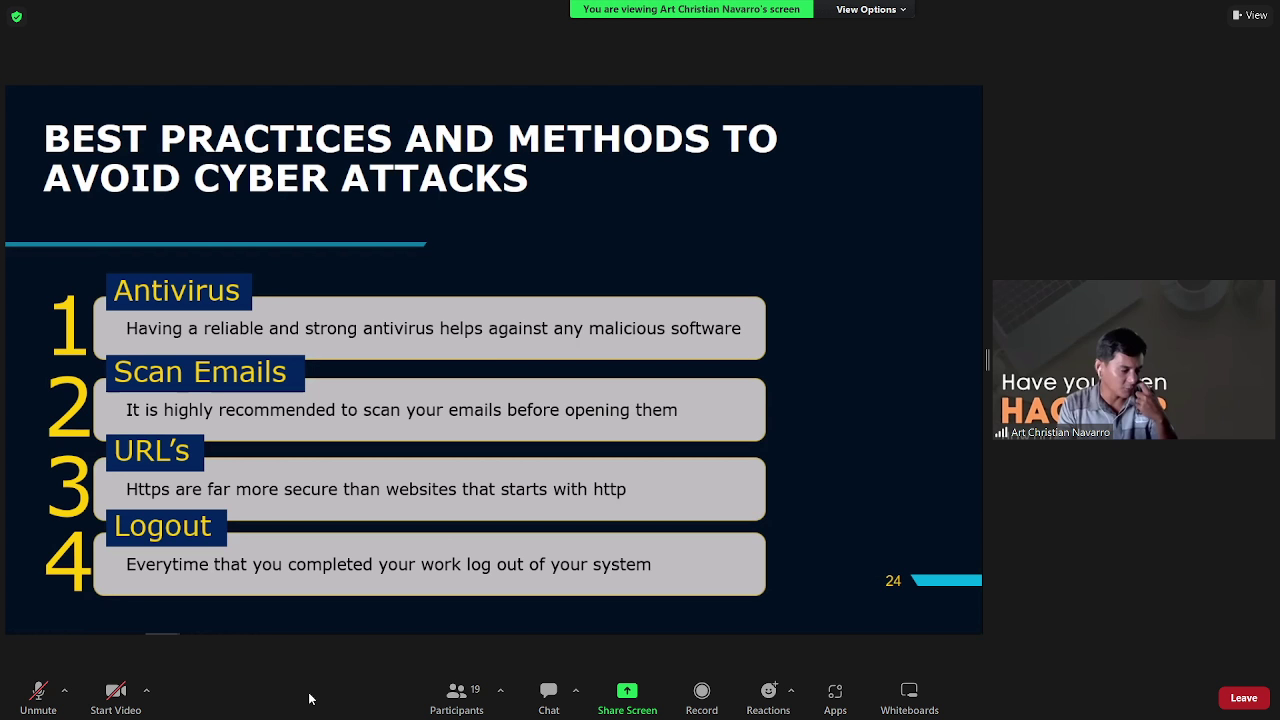 You are viewing Art Christian Navarro's screen
View Options
View
BEST PRACTICES AND METHODS TO
AVOID CYBER ATTACKS
1
Antivirus
Having a reliable and strong antivirus helps against any malicious software
2
Scan Emails
It is highly recommended to scan your emails before opening them
3
URL’s
Https are far more secure than websites that starts with http
4
Logout
Everytime that you completed your work log out of your system
24
Have you
en
HAC
Art Christian Navarro
Unmute
Start Video
19
Participants
Chat
Share Screen
Record
Reactions
Apps
Whiteboards
Leave